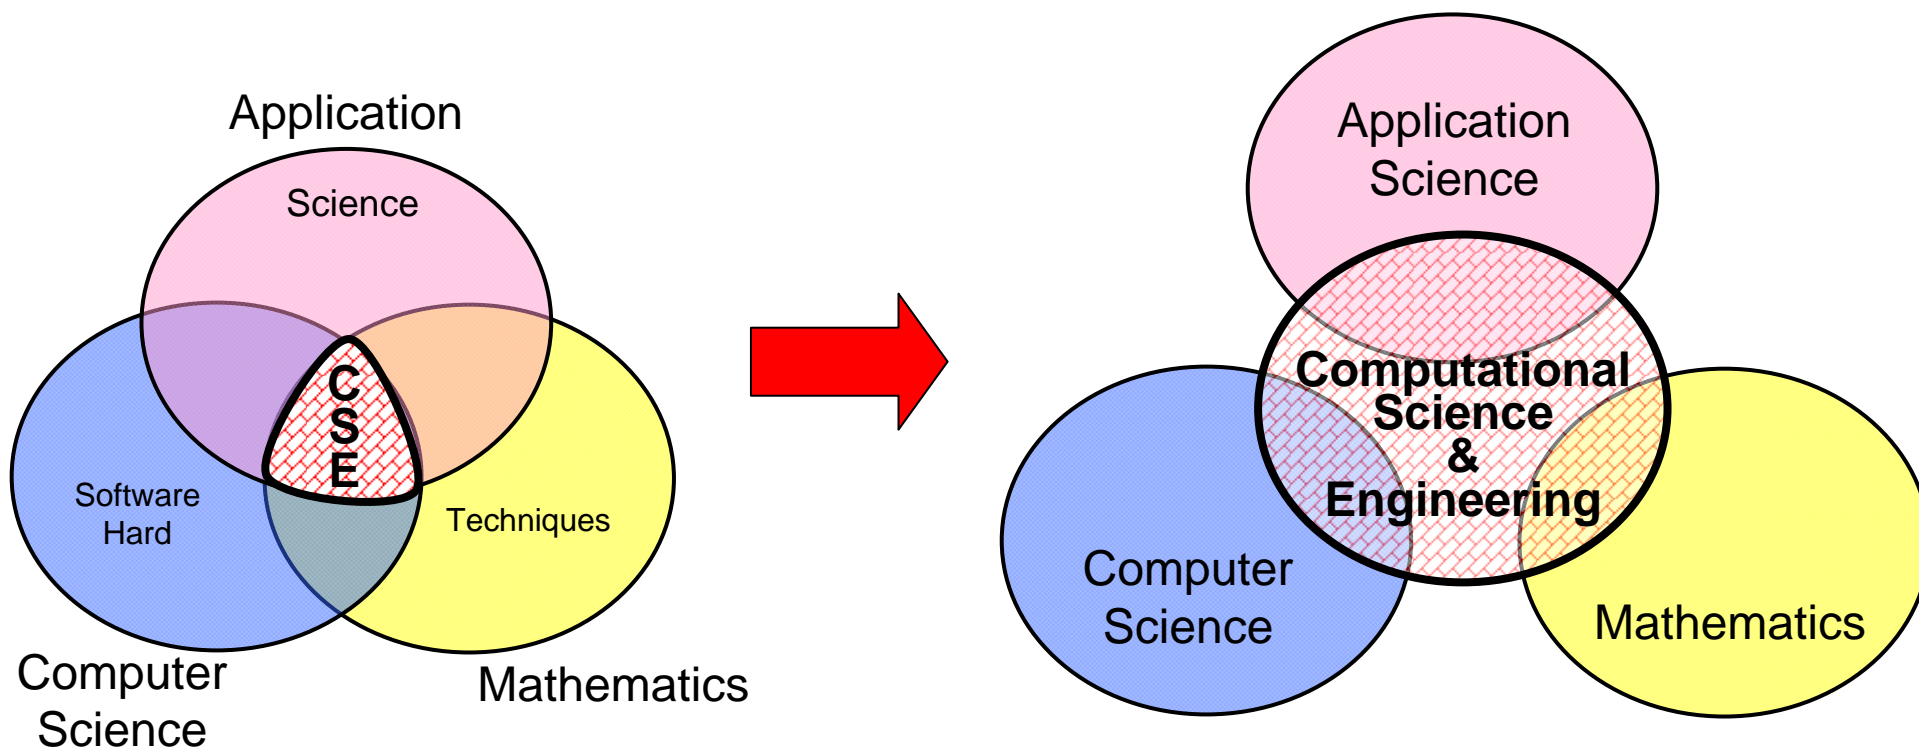 Application
Science
C
S
E
Software
Hard
Techniques
Computer
Science
Mathematics
Application
Science
Computational
Science
&
Engineering
Computer
Science
Mathematics